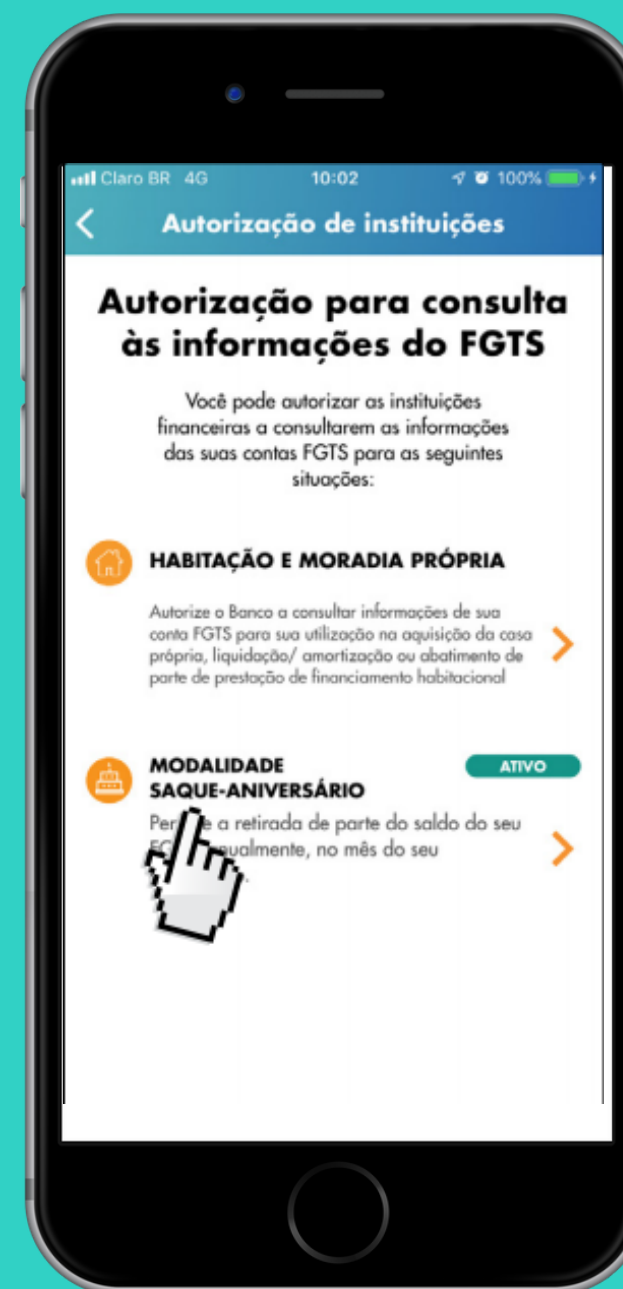 Claro BR 4G 10:02 100%
Autorização de instituições
Autorização para consulta
às informações do FGTS
Você pode autorizar as instituições
financeiras a consultarem as informações
das suas contas FGTS para as seguintes
situações:
HABITAÇÃO E MORADIA PRÓPRIA
Autorize o Banco a consultar informações de sua
conta FGTS para sua utilização na aquisição da casa
própria, liquidação/ amortização ou abatimento de
parte de prestação de financiamento habitacional
MODALIDADE
ATIVO
SAQUE-ANIVERSÁRIO
a retirada de parte do saldo do seu
no mês do seu